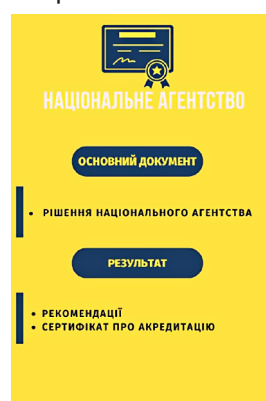 НАЦІОНАЛЬНЕ АГЕНТСТВО
ОСНОВНИЙ ДОКУМЕНТ
• РІШЕННЯ НАЦІОНАЛЬНОГО АГЕНТСТВА
РЕЗУЛЬТАТ
• РЕКОМЕНДАЦІЇ
• СЕРТИФІКАТ ПРО АКРЕДИТАЦІЮ